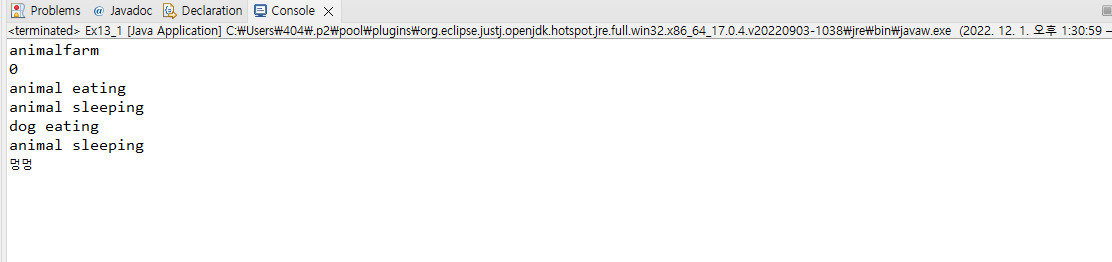 Problems @ Javadoc Declaration Console
<terminated> Ex13_1 [Java Application] C:₩Users₩404₩.p2₩pool₩plugins₩org.eclipse.justj.openjdk.hotspot.jre.full.win32.x86_64_17.0.4.v20220903-1038₩jre₩bin₩javaw.exe (2022. 12. 1. 오후 1:30:59 –
animalfarm
0
animal eating
animal sleeping
dog eating
animal sleeping
멍멍